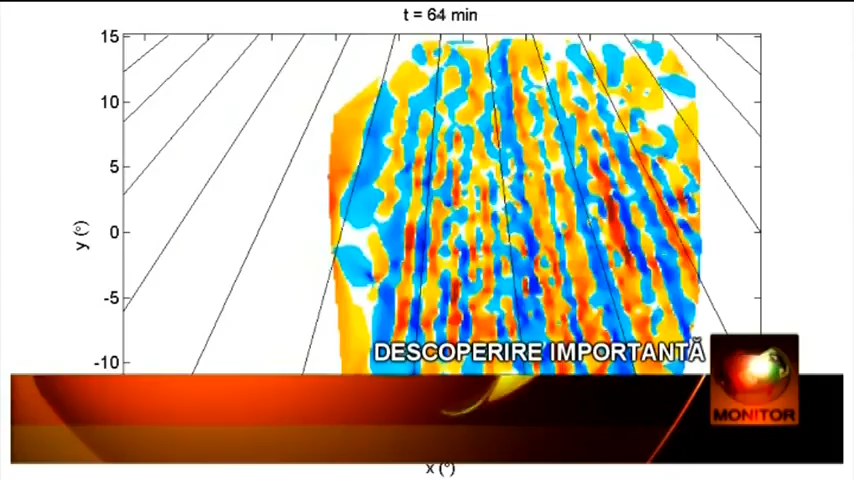 t = 64 min
15
10
5
0
-5
-10
y (°)
DESCOPERIRE IMPORTANTĂ
MONITOR
x (°)